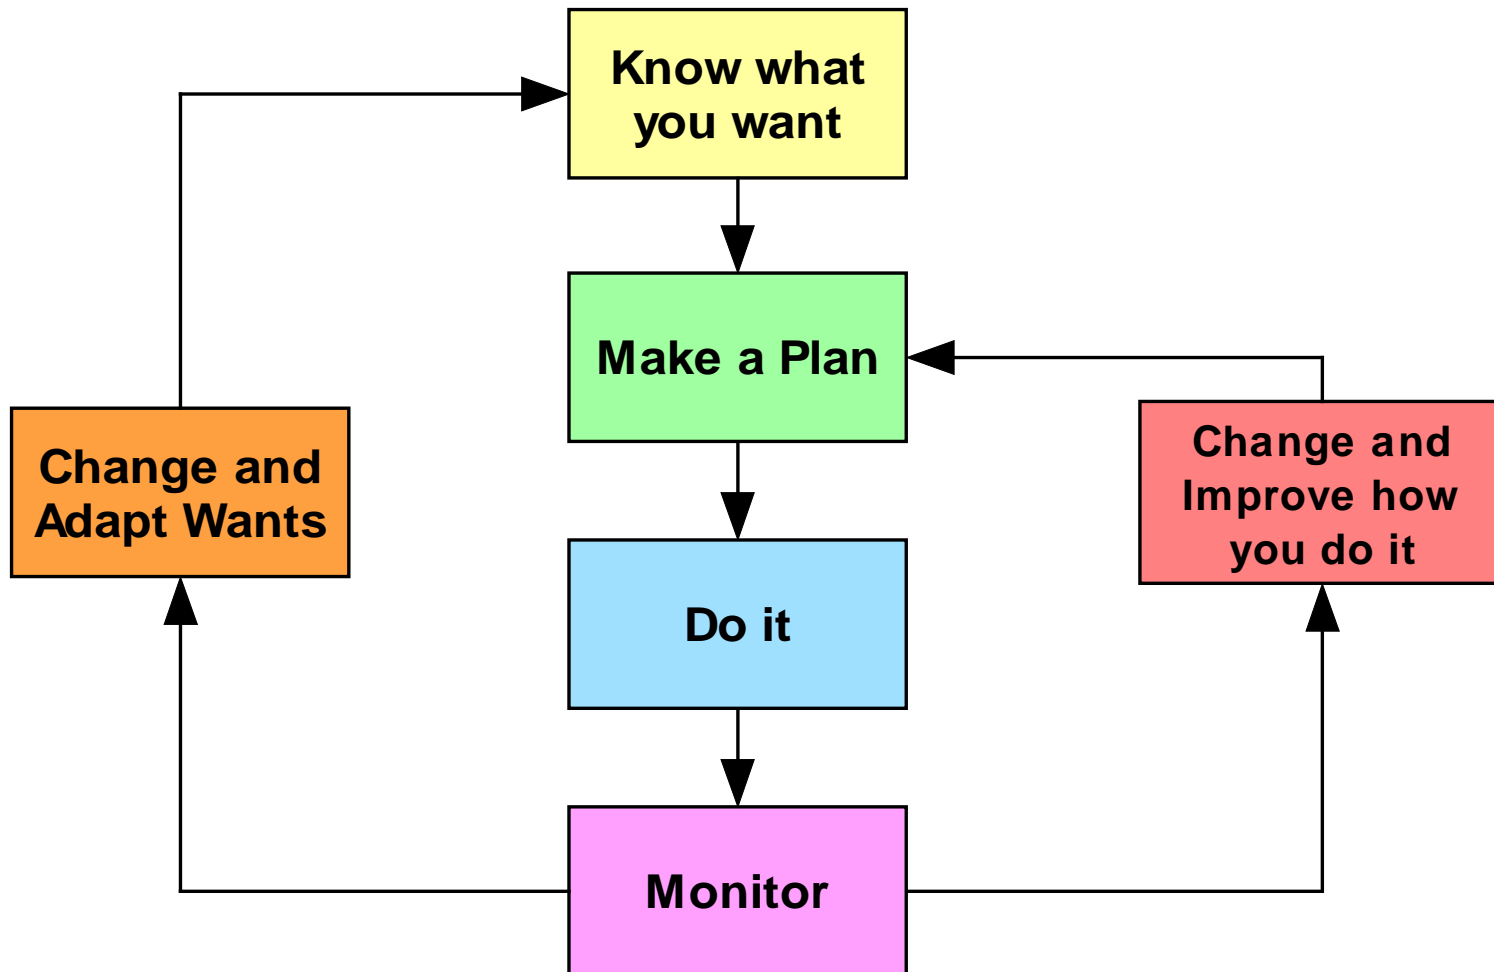 Know what
you want
Make a Plan
Change and
Adapt Wants
Change and
Improve how
you do it
Do it
Monitor